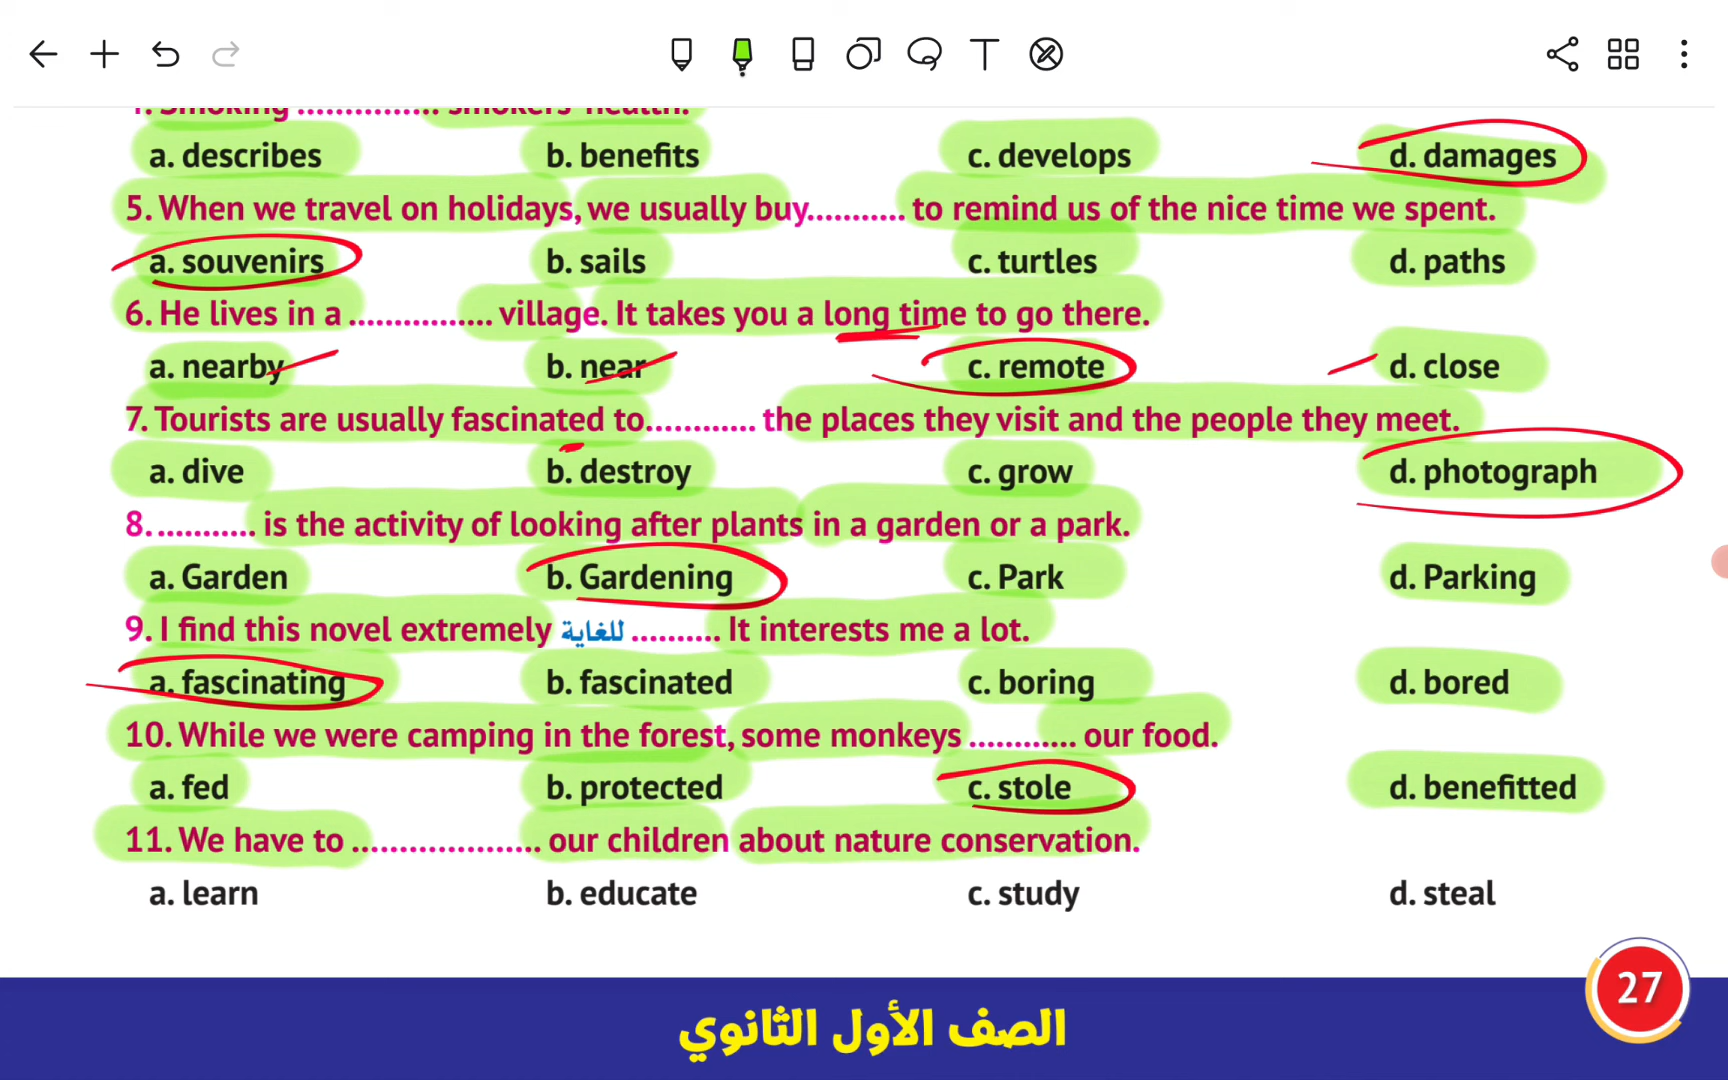 4. Smoking ............... smokers' health.
a. describes b. benefits c. develops d. damages
5. When we travel on holidays, we usually buy........... to remind us of the nice time we spent.
a. souvenirs b. sails c. turtles d. paths
6. He lives in a ................ village. It takes you a long time to go there.
a. nearby b. near c. remote d. close
7. Tourists are usually fascinated to............ the places they visit and the people they meet.
a. dive b. destroy c. grow d. photograph
8. ........... is the activity of looking after plants in a garden or a park.
a. Garden b. Gardening c. Park d. Parking
9. I find this novel extremely للغاية .......... It interests me a lot.
a. fascinating b. fascinated c. boring d. bored
10. While we were camping in the forest, some monkeys ............ our food.
a. fed b. protected c. stole d. benefitted
11. We have to .................... our children about nature conservation.
a. learn b. educate c. study d. steal
27
الصف الأول الثانوي